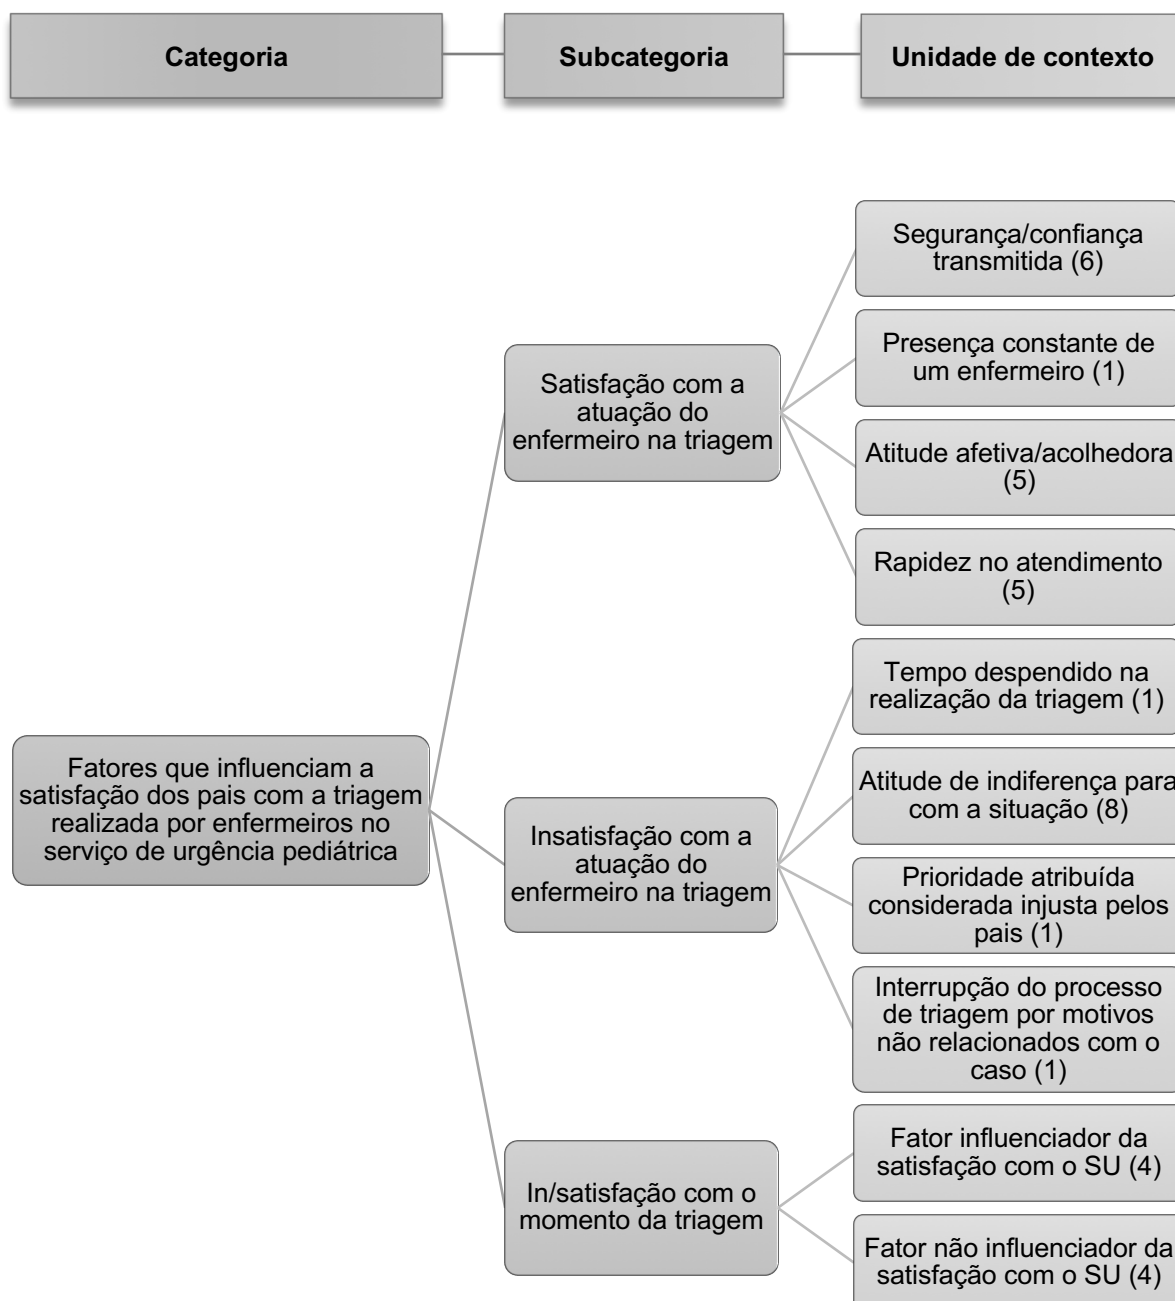 Categoria
Subcategoria
Unidade de contexto
Fatores que influenciam a
satisfação dos pais com a triagem
realizada por enfermeiros no
serviço de urgência pediátrica
Satisfação com a
atuação do
enfermeiro na triagem
Segurança/confiança
transmitida (6)
Presença constante de
um enfermeiro (1)
Atitude afetiva/acolhedora
(5)
Rapidez no atendimento
(5)
Insatisfação com a
atuação do
enfermeiro na triagem
Tempo despendido na
realização da triagem (1)
Atitude de indiferença para
com a situação (8)
Prioridade atribuída
considerada injusta pelos
pais (1)
Interrupção do processo
de triagem por motivos
não relacionados com o
caso (1)
In/satisfação com o
momento da triagem
Fator influenciador da
satisfação com o SU (4)
Fator não influenciador da
satisfação com o SU (4)